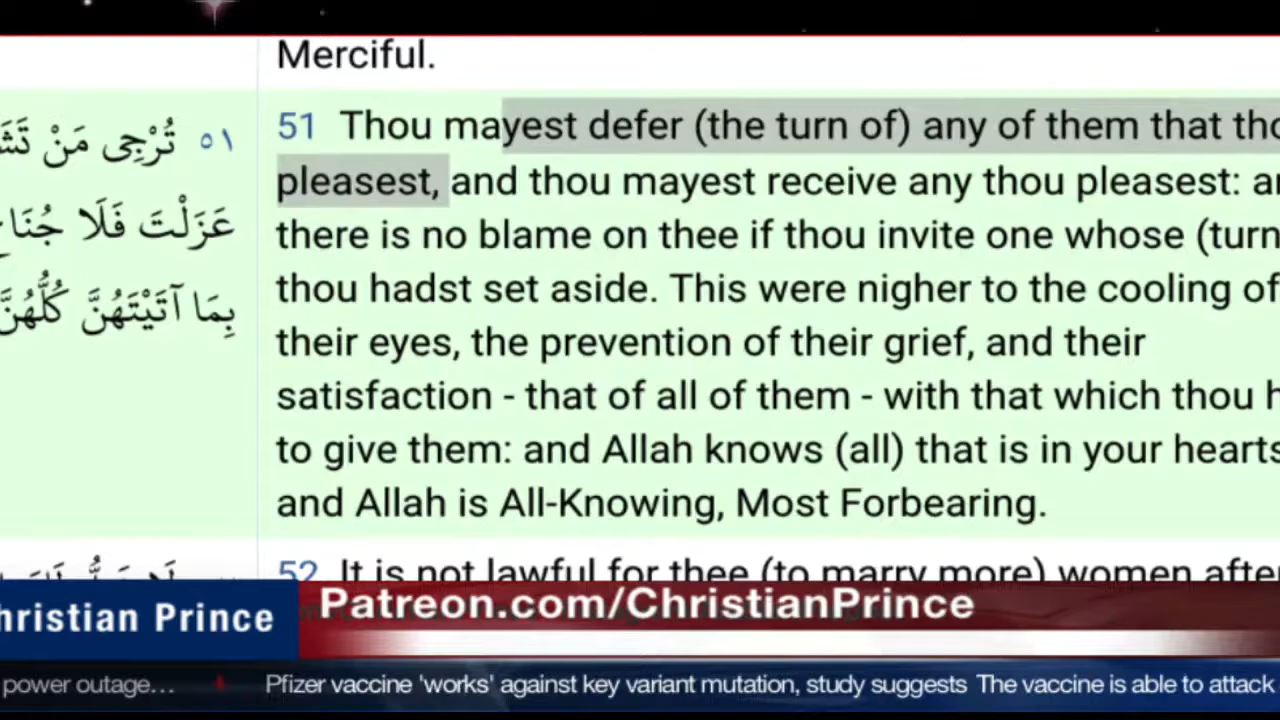 Merciful.
٥١ تُرْجِى مَنْ
عَزَلْتَ فَلَا
بِمَا آتَيْتَهُنَّ كُلُّهُنَّ
51 Thou mayest defer (the turn of) any of them that
pleasest, and thou mayest receive any thou pleasest:
there is no blame on thee if thou invite one whose (turn
thou hadst set aside. This were nigher to the cooling of
their eyes, the prevention of their grief, and their
satisfaction - that of all of them - with that which thou
to give them: and Allah knows (all) that is in your hearts
and Allah is All-Knowing, Most Forbearing.
52 It is not lawful for thee (to marry more) women after
hristian Prince
Patreon.com/ChristianPrince
power outage... Pfizer vaccine 'works' against key variant mutation, study suggests The vaccine is able to attack